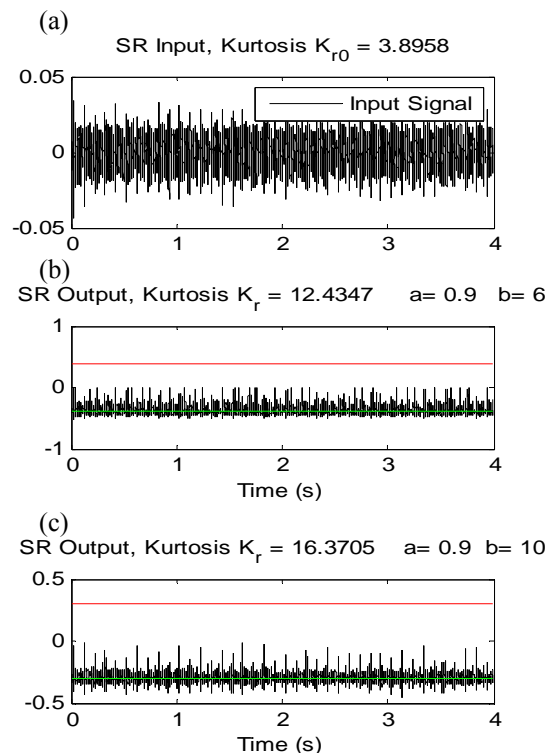 (a)
SR Input, Kurtosis K_r0 = 3.8958
0.05
Input Signal
0
-0.05
0 1 2 3 4
(b)
SR Output, Kurtosis K_r = 12.4347 a= 0.9 b= 6
1
0
-1
0 1 2 3 4
Time (s)
(c)
SR Output, Kurtosis K_r = 16.3705 a= 0.9 b= 10
0.5
0
-0.5
0 1 2 3 4
Time (s)